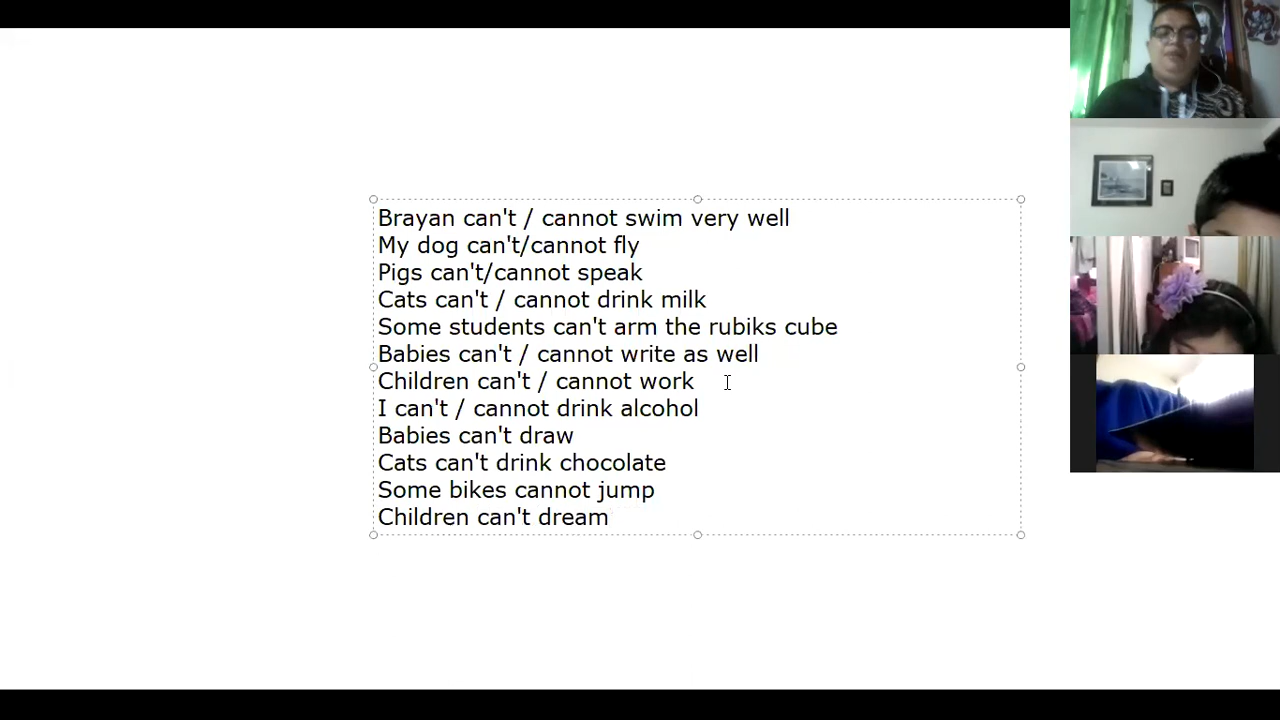 Brayan can't / cannot swim very well
My dog can't/cannot fly
Pigs can't/cannot speak
Cats can't / cannot drink milk
Some students can't arm the rubiks cube
Babies can't / cannot write as well
Children can't / cannot work
I can't / cannot drink alcohol
Babies can't draw
Cats can't drink chocolate
Some bikes cannot jump
Children can't dream